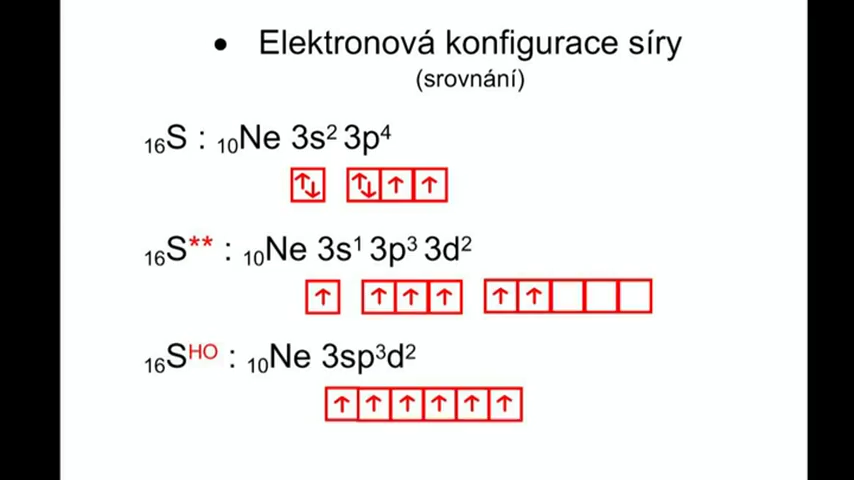 • Elektronová konfigurace síry
(srovnání)
₁₆S : ₁₀Ne 3s² 3p⁴
↑↓ ↑↓ ↑ ↑
₁₆S** : ₁₀Ne 3s¹ 3p³ 3d²
↑ ↑ ↑ ↑ ↑ ↑
₁₆Sᴴᴼ : ₁₀Ne 3sp³d²
↑ ↑ ↑ ↑ ↑ ↑